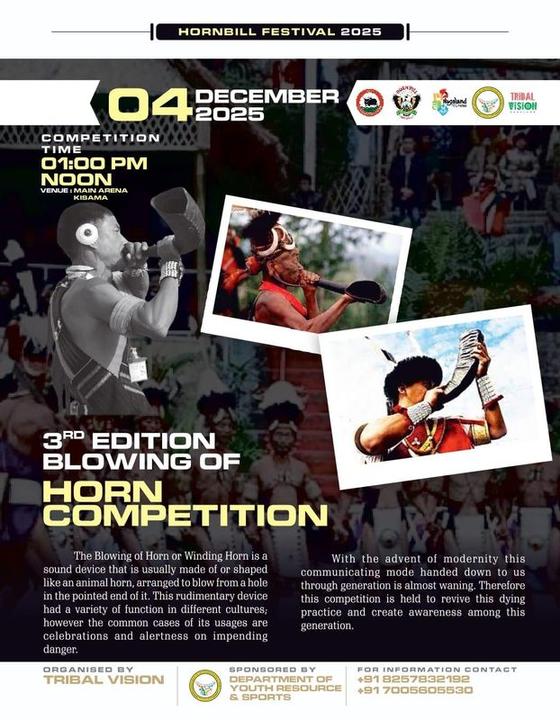 HORNBILL FESTIVAL 2025
04 DECEMBER
2025
Nagaland
TRIBAL
VISION
COMPETITION
TIME
01:00 PM
NOON
VENUE : MAIN ARENA
KISAMA
3RD EDITION
BLOWING OF
HORN
COMPETITION
The Blowing of Horn or Winding Horn is a
sound device that is usually made of or shaped
like an animal horn, arranged to blow from a hole
in the pointed end of it. This rudimentary device
had a variety of function in different cultures;
however the common cases of its usages are
celebrations and alertness on impending
danger.
With the advent of modernity this
communicating mode handed down to us
through generation is almost waning. Therefore
this competition is held to revive this dying
practice and create awareness among this
generation.
ORGANISED BY
TRIBAL VISION
SPONSORED BY
DEPARTMENT OF
YOUTH RESOURCE
& SPORTS
FOR INFORMATION CONTACT
+91 8257832192
+91 7005605530